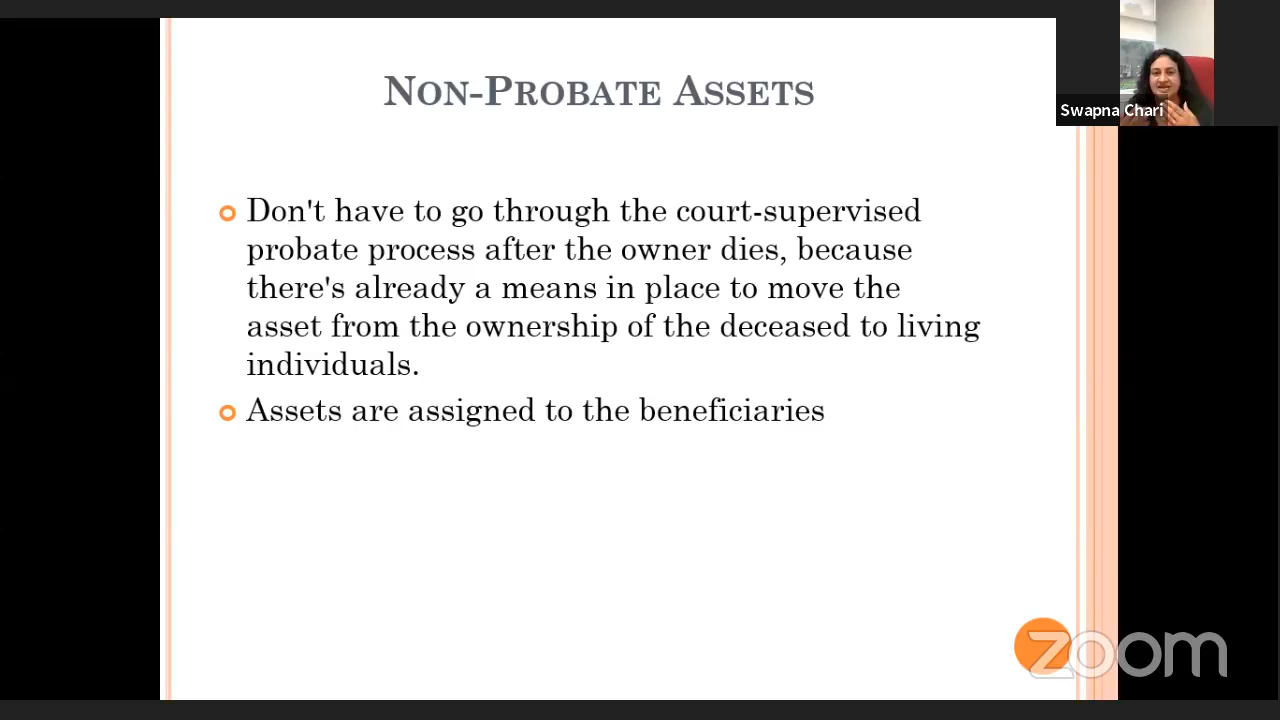 Non-Probate Assets
Swapna Chari
Don't have to go through the court-supervised
probate process after the owner dies, because
there's already a means in place to move the
asset from the ownership of the deceased to living
individuals.
Assets are assigned to the beneficiaries
zoom